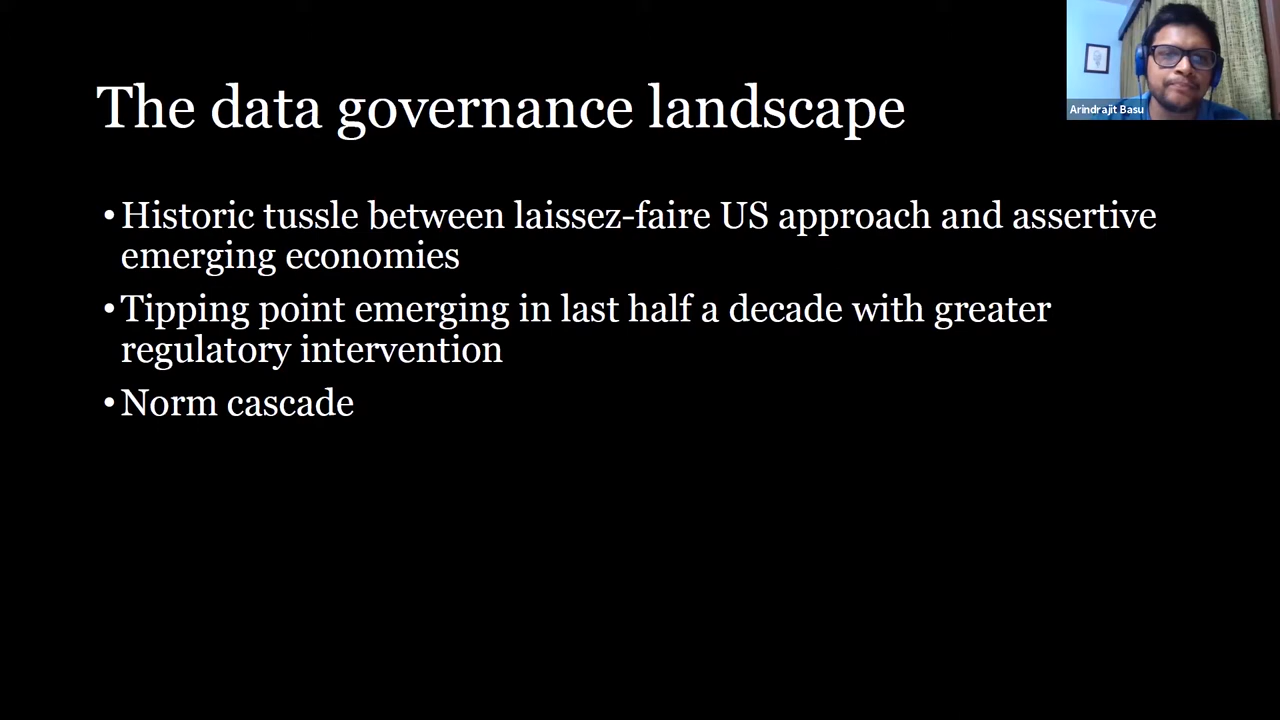 The data governance landscape
Arindrajit Basu
• Historic tussle between laissez-faire US approach and assertive
emerging economies
• Tipping point emerging in last half a decade with greater
regulatory intervention
• Norm cascade